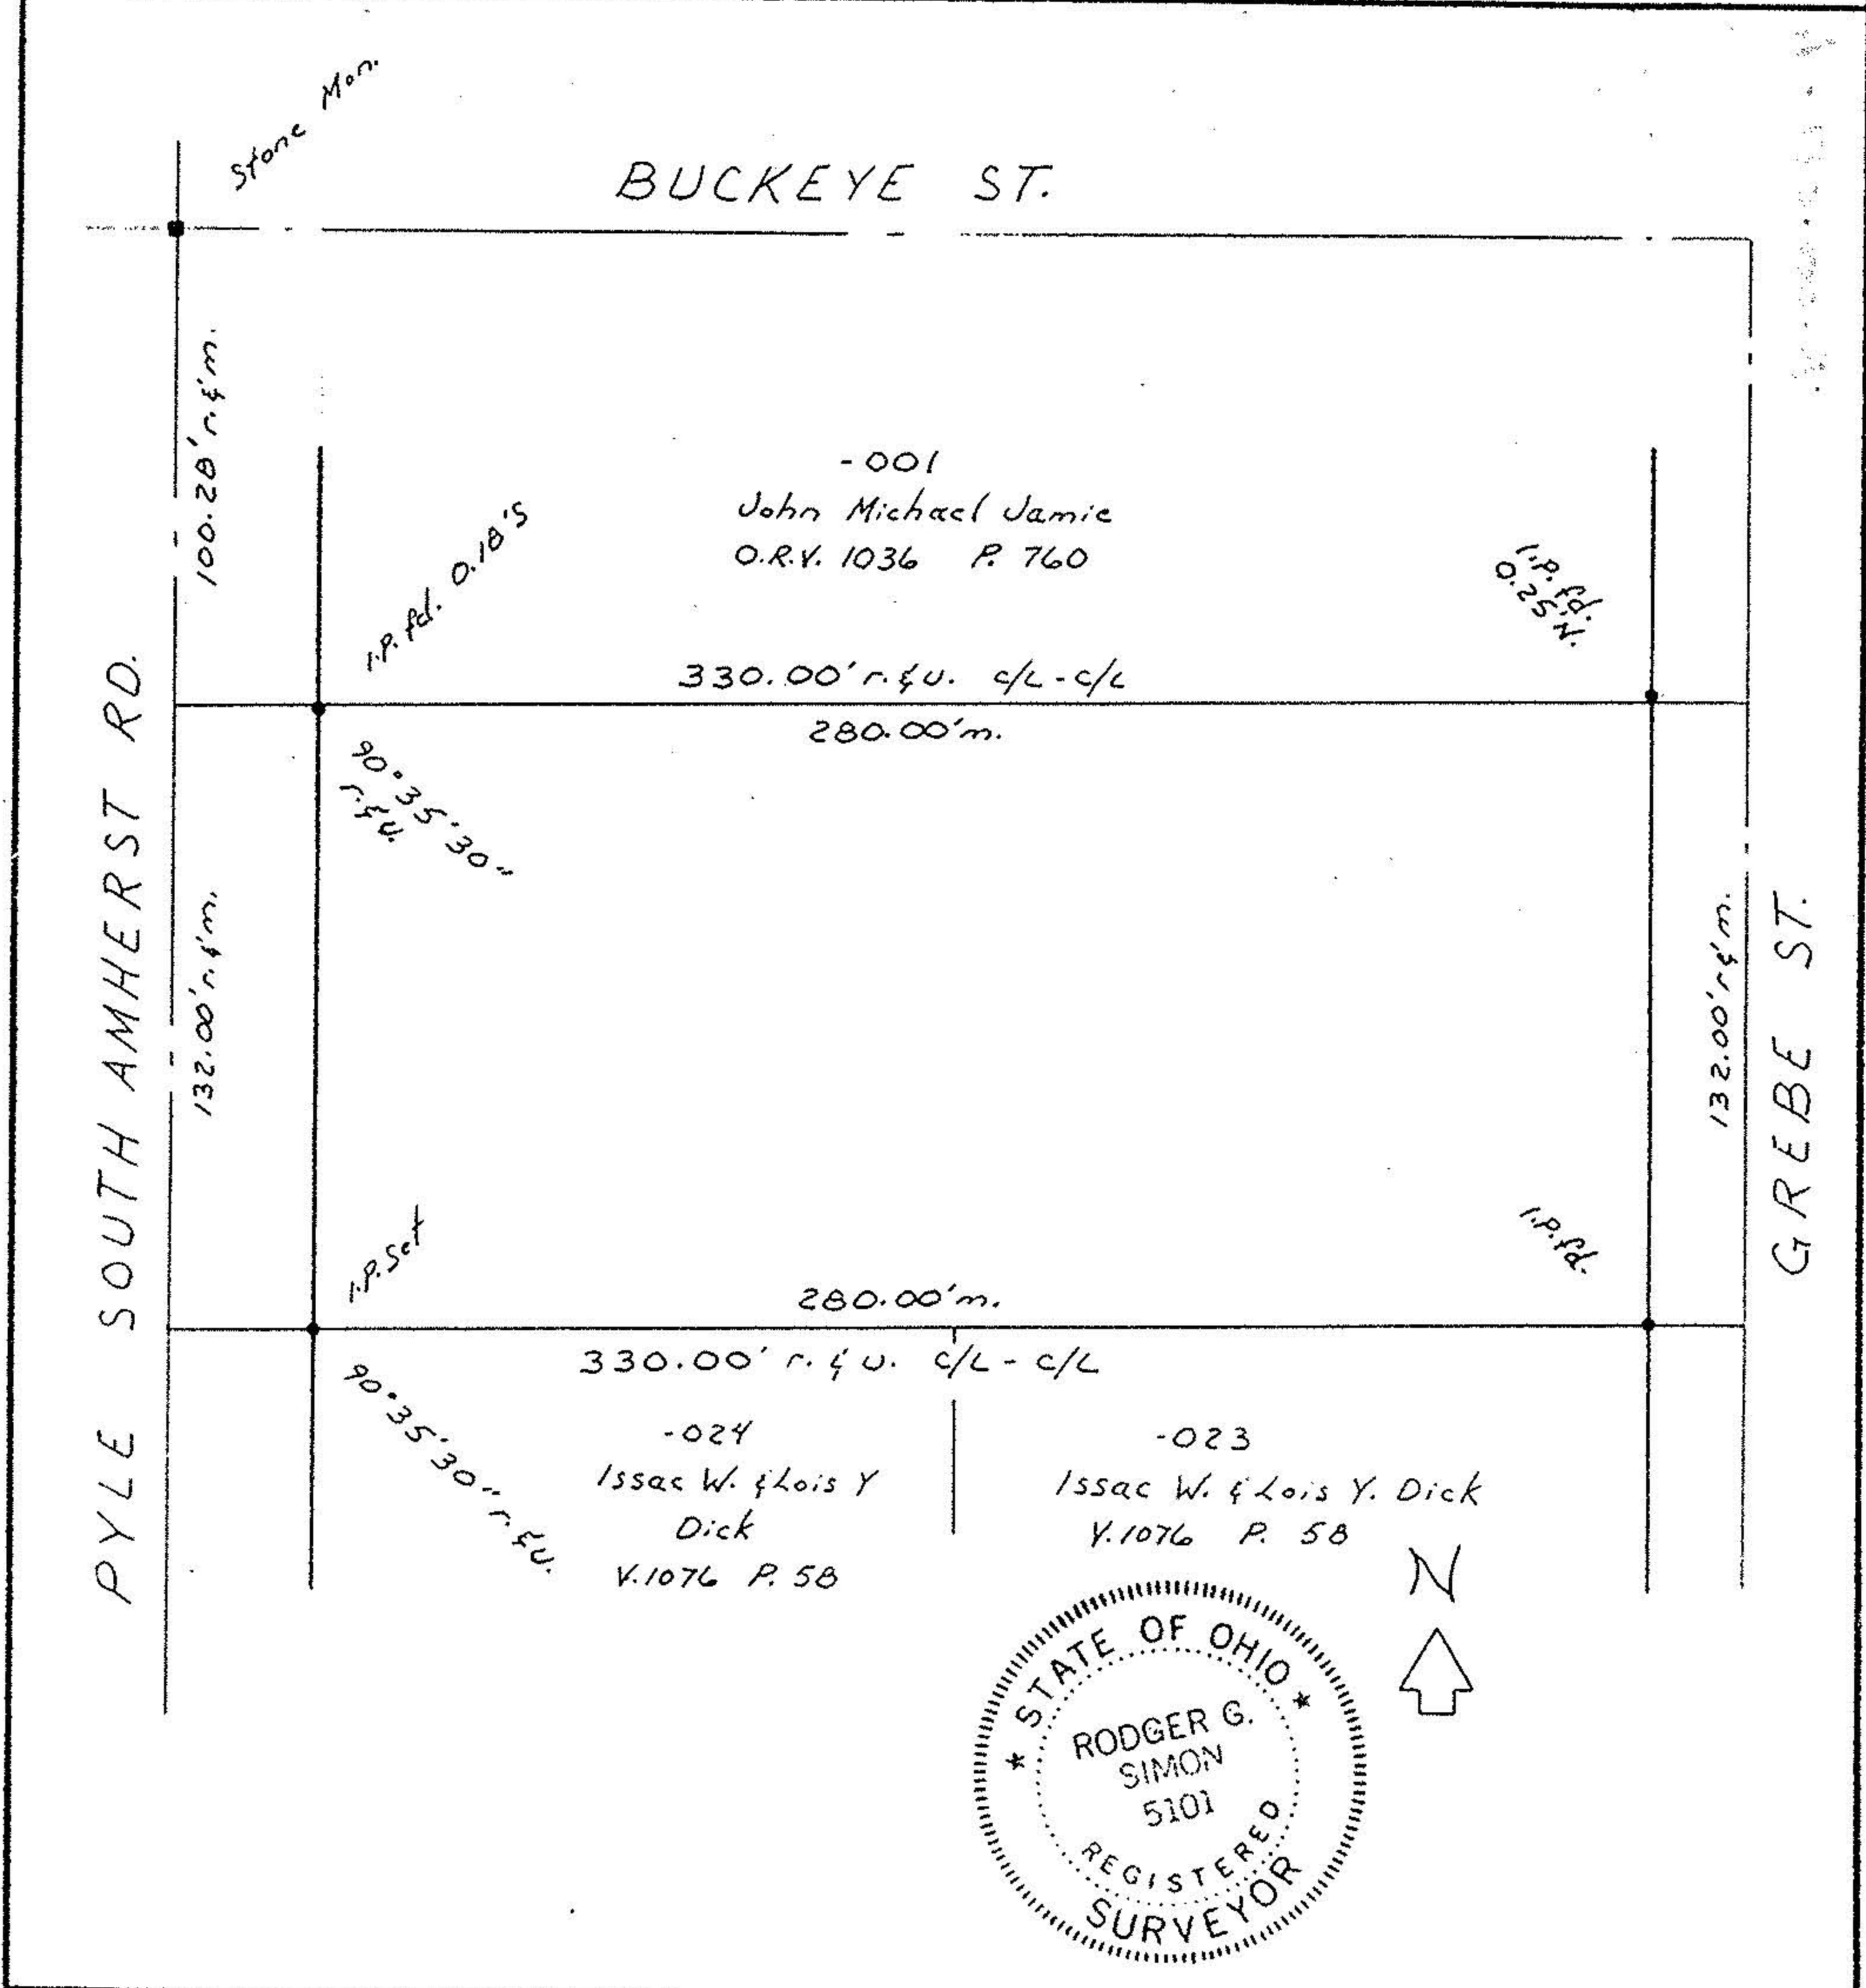 Stone Mon.
BUCKEYE ST.
100.28' r. & m.
-001
John Michael Jamie
O.R.V. 1036 P. 760
I.P. fd. 0.18'S
I.P. fd.
0.25'N.
330.00' r. & u. c/L - c/L
280.00' m.
90° 35' 30"
r. & u.
PYLE SOUTH AMHERST RD.
132.00' r. & m.
132.00' r & m.
GREBE ST.
I.P. Set
I.P. fd.
280.00' m.
330.00' r. & u. c/L - c/L
90° 35' 30" r. & u.
-024
Issac W. & Lois Y
Dick
V. 1076 P. 58
-023
Issac W. & Lois Y. Dick
V. 1076 P. 58
N
* STATE OF OHIO *
RODGER G.
SIMON
5101
REGISTERED
SURVEYOR